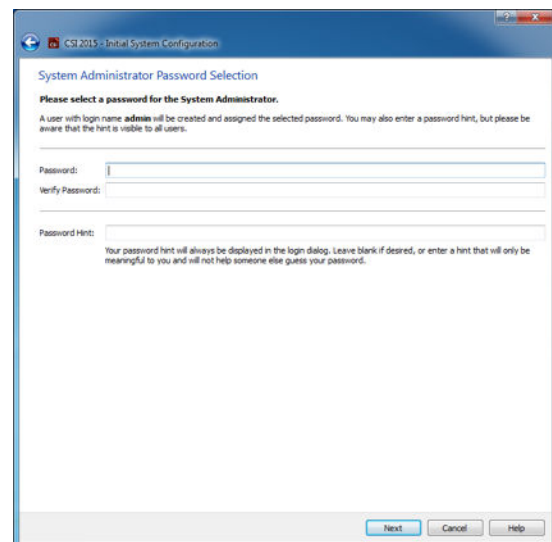 CSI 2015 - Initial System Configuration
System Administrator Password Selection
Please select a password for the System Administrator.
A user with login name admin will be created and assigned the selected password. You may also enter a password hint, but please be
aware that the hint is visible to all users.
Password:
Verify Password:
Password Hint:
Your password hint will always be displayed in the login dialog. Leave blank if desired, or enter a hint that will only be
meaningful to you and will not help someone else guess your password.
Next Cancel Help